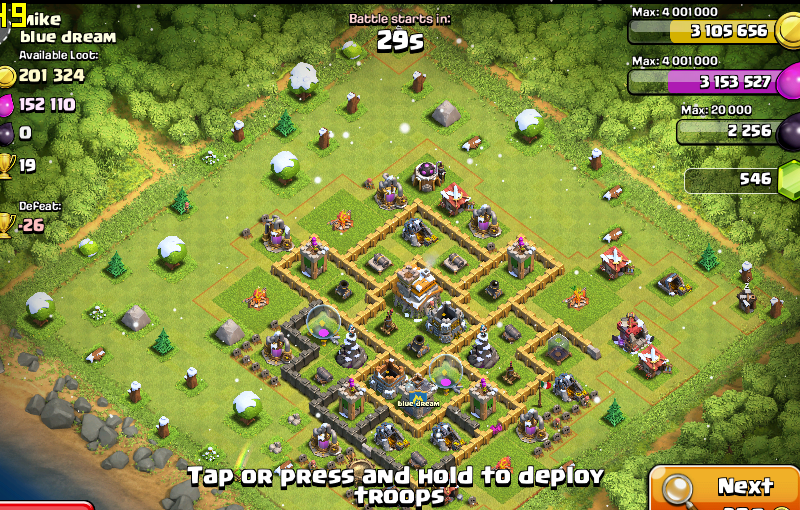 49
Mike
blue dream
Available Loot:
201 324
152 110
0
19
Defeat:
-26
Battle starts in:
29s
Max: 4 001 000
3 105 656
Max: 4 001 000
3 153 527
Max: 20 000
2 256
546
blue dream
Tap or press and hold to deploy
troops
Next